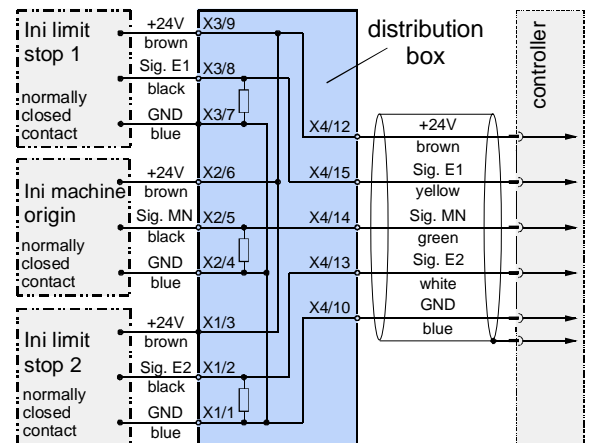 Ini limit
stop 1
normally
closed
contact
+24V
brown
Sig. E1
black
GND
blue
X3/9
X3/8
X3/7
Ini machine
origin
normally
closed
contact
+24V
brown
Sig. MN
black
GND
blue
X2/6
X2/5
X2/4
Ini limit
stop 2
normally
closed
contact
+24V
brown
Sig. E2
black
GND
blue
X1/3
X1/2
X1/1
distribution
box
X4/12
X4/15
X4/14
X4/13
X4/10
+24V
brown
Sig. E1
yellow
Sig. MN
green
Sig. E2
white
GND
blue
controller